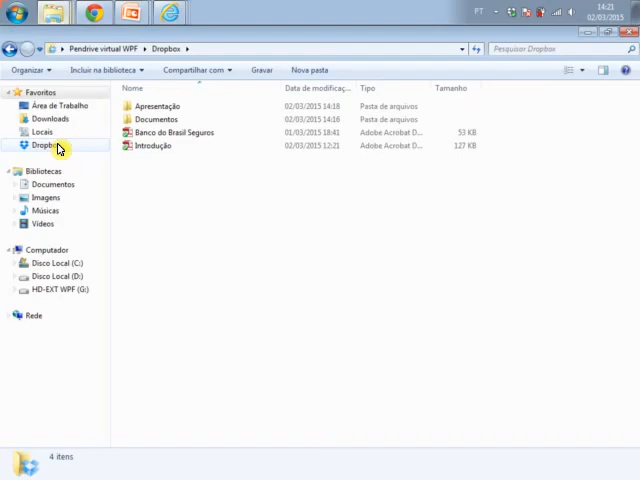 PT
14:21
02/03/2015
Pendrive virtual WPF
Dropbox
Pesquisar Dropbox
Organizar
Incluir na biblioteca
Compartilhar com
Gravar
Nova pasta
Favoritos
Área de Trabalho
Downloads
Locais
Dropbox
Bibliotecas
Documentos
Imagens
Músicas
Vídeos
Computador
Disco Local (C:)
Disco Local (D:)
HD-EXT WPF (G:)
Rede
Nome Data de modificaç... Tipo Tamanho
Apresentação 02/03/2015 14:18 Pasta de arquivos
Documentos 02/03/2015 14:16 Pasta de arquivos
Banco do Brasil Seguros 01/03/2015 18:41 Adobe Acrobat D... 53 KB
Introdução 02/03/2015 12:21 Adobe Acrobat D... 127 KB
4 itens